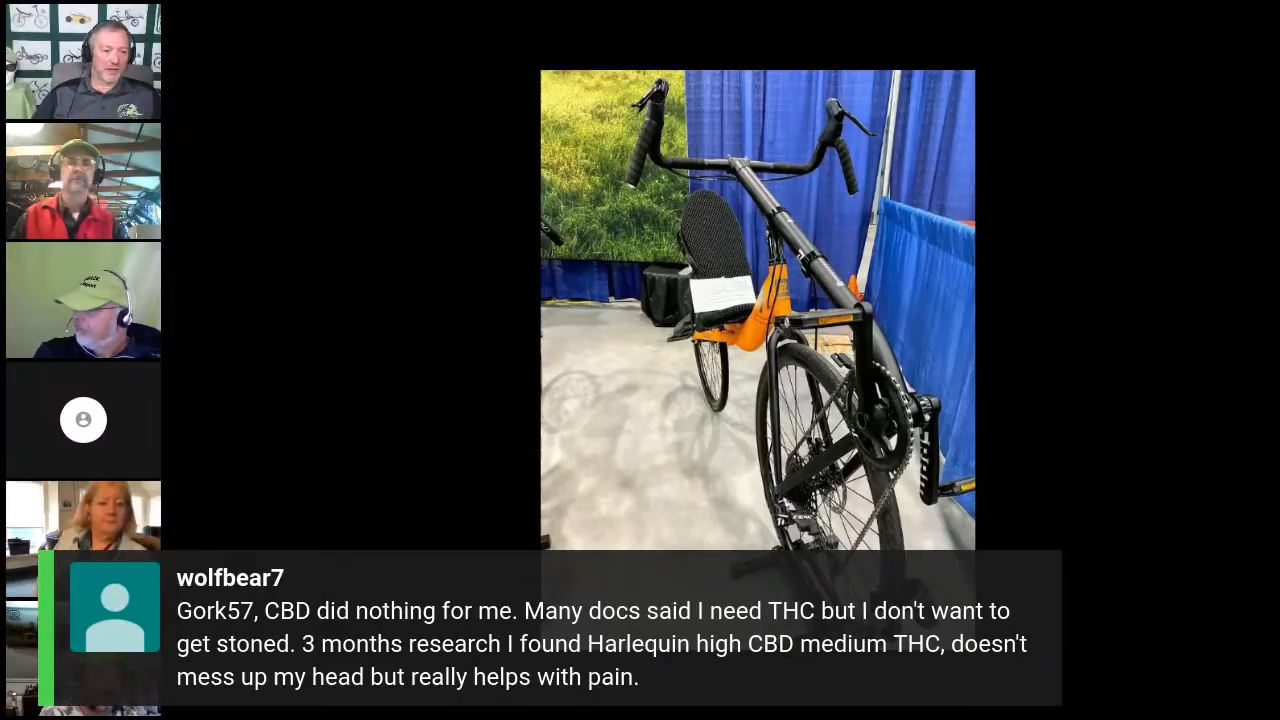 wolfbear7
Gork57, CBD did nothing for me. Many docs said I need THC but I don't want to
get stoned. 3 months research I found Harlequin high CBD medium THC, doesn't
mess up my head but really helps with pain.